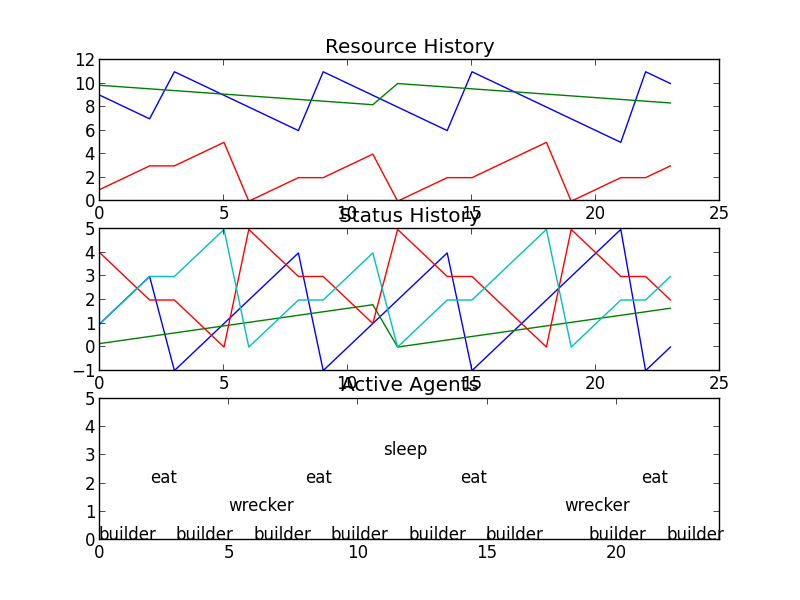 Resource History
12
10
8
6
4
2
0
0 5 10 15 20 25
Status History
5
4
3
2
1
0
−1
0 5 10 15 20 25
Active Agents
5
4
3
2
1
0
sleep
eat eat eat eat
wrecker wrecker
builder builder builder builder builder builder builder builder
0 5 10 15 20